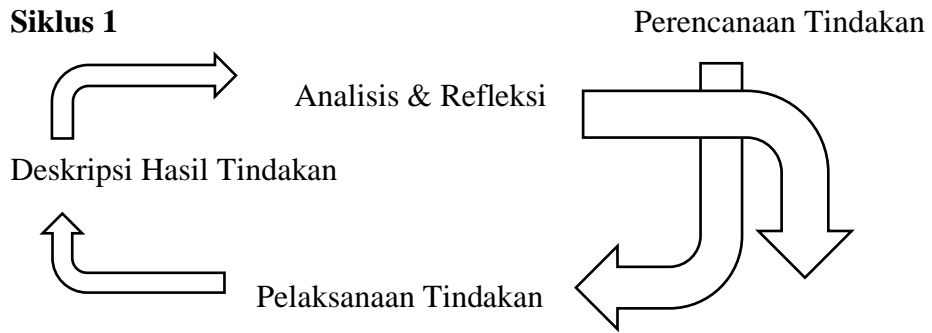 Siklus 1
Perencanaan Tindakan
Analisis & Refleksi
Deskripsi Hasil Tindakan
Pelaksanaan Tindakan